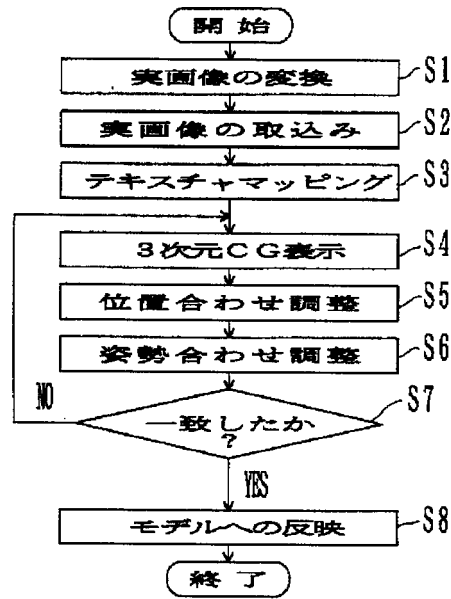 開始
実画像の変換 S1
実画像の取込み S2
テキスチャマッピング S3
3次元CG表示 S4
位置合わせ調整 S5
姿勢合わせ調整 S6
NO
一致したか S7
?
YES
モデルへの反映 S8
終了